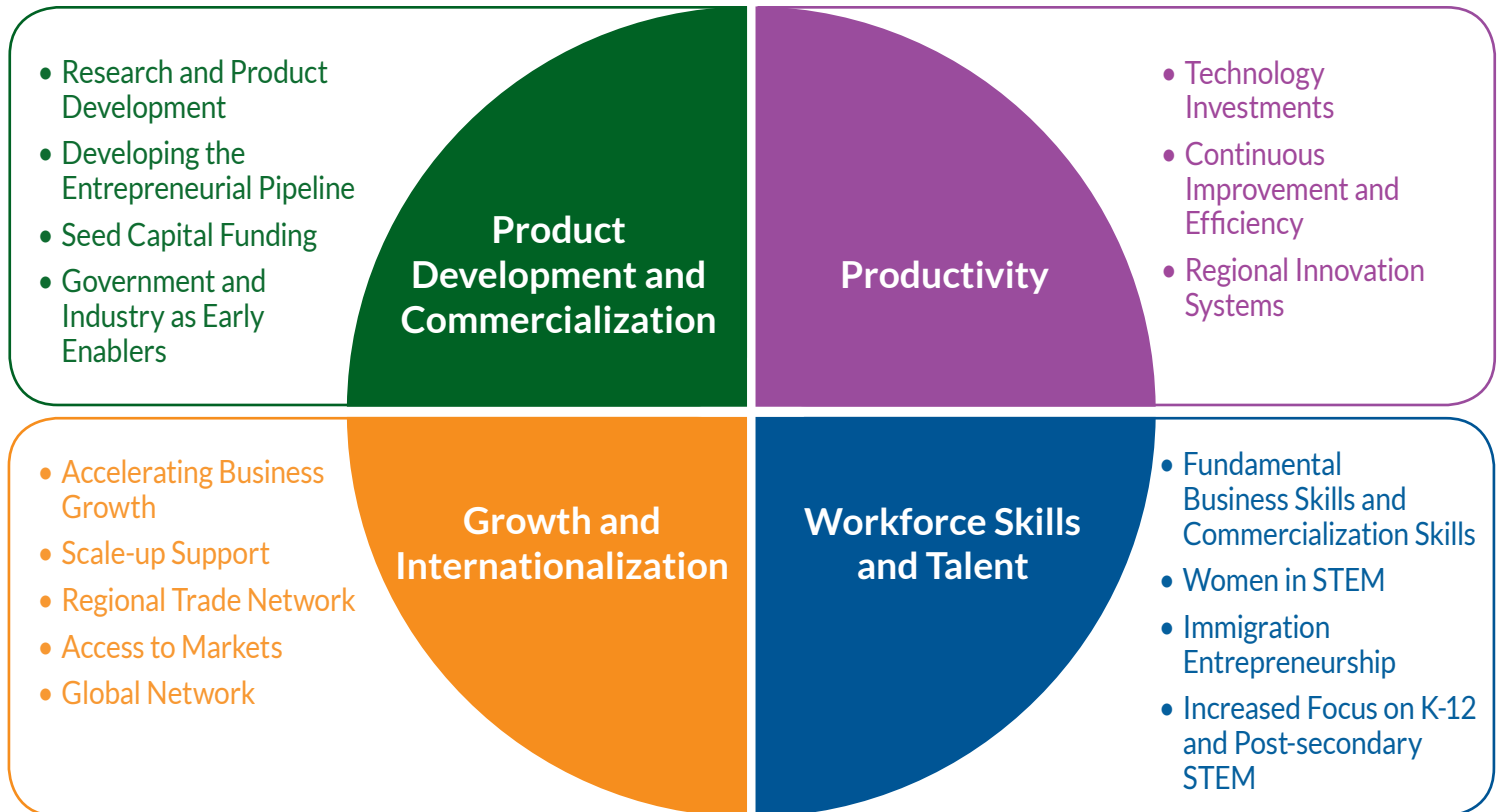 • Research and Product
Development
• Developing the
Entrepreneurial Pipeline
• Seed Capital Funding
• Government and
Industry as Early
Enablers
Product
Development and
Commercialization
Productivity
• Technology
Investments
• Continuous
Improvement and
Efficiency
• Regional Innovation
Systems
• Accelerating Business
Growth
• Scale-up Support
• Regional Trade Network
• Access to Markets
• Global Network
Growth and
Internationalization
Workforce Skills
and Talent
• Fundamental
Business Skills and
Commercialization Skills
• Women in STEM
• Immigration
Entrepreneurship
• Increased Focus on K-12
and Post-secondary
STEM